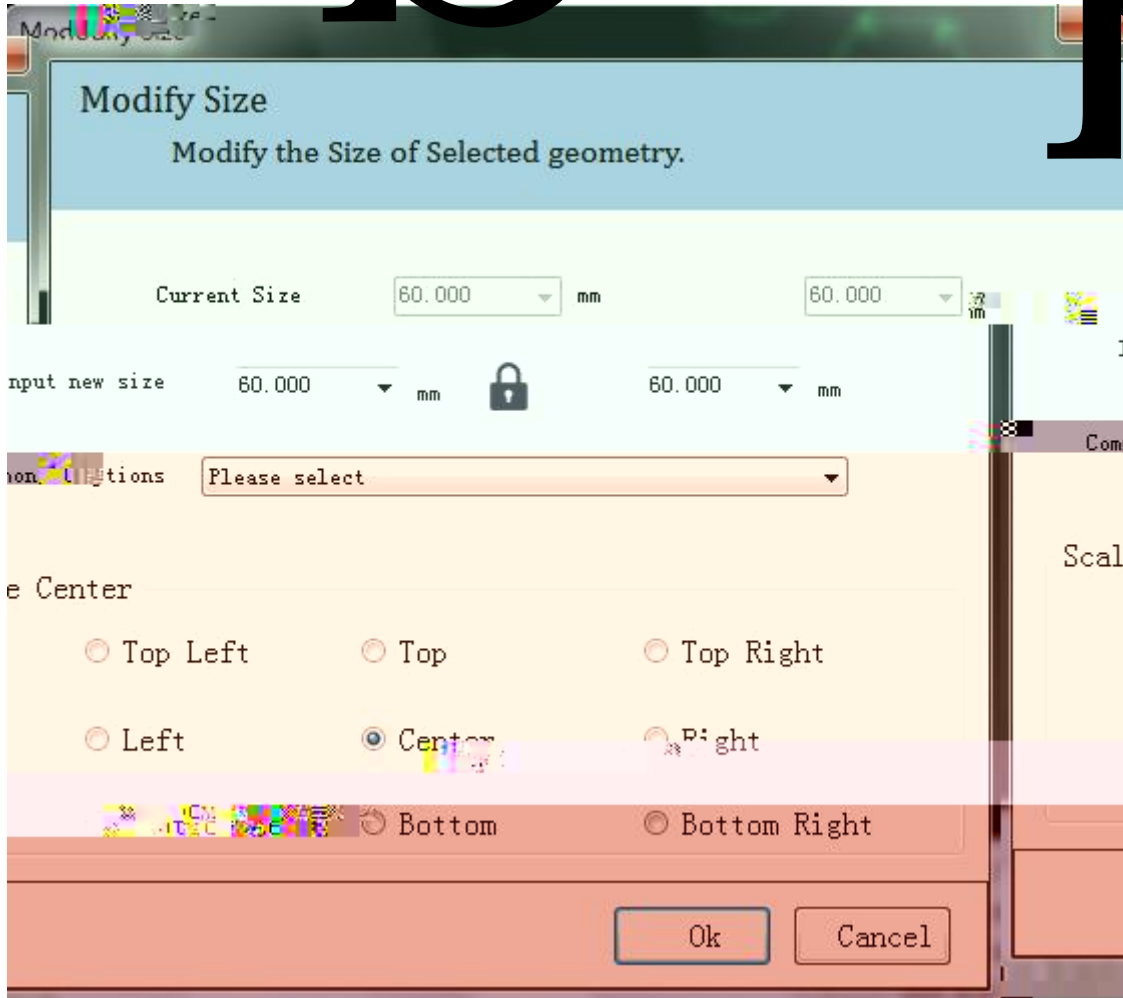 Modify Size
Modify the Size of Selected geometry.
Current Size 60.000 mm 60.000
nput new size 60.000 mm 60.000 mm
Com
tions Please select
Scal
e Center
Top Left Top Top Right
Left Center Right
Bottom Bottom Right
Ok Cancel